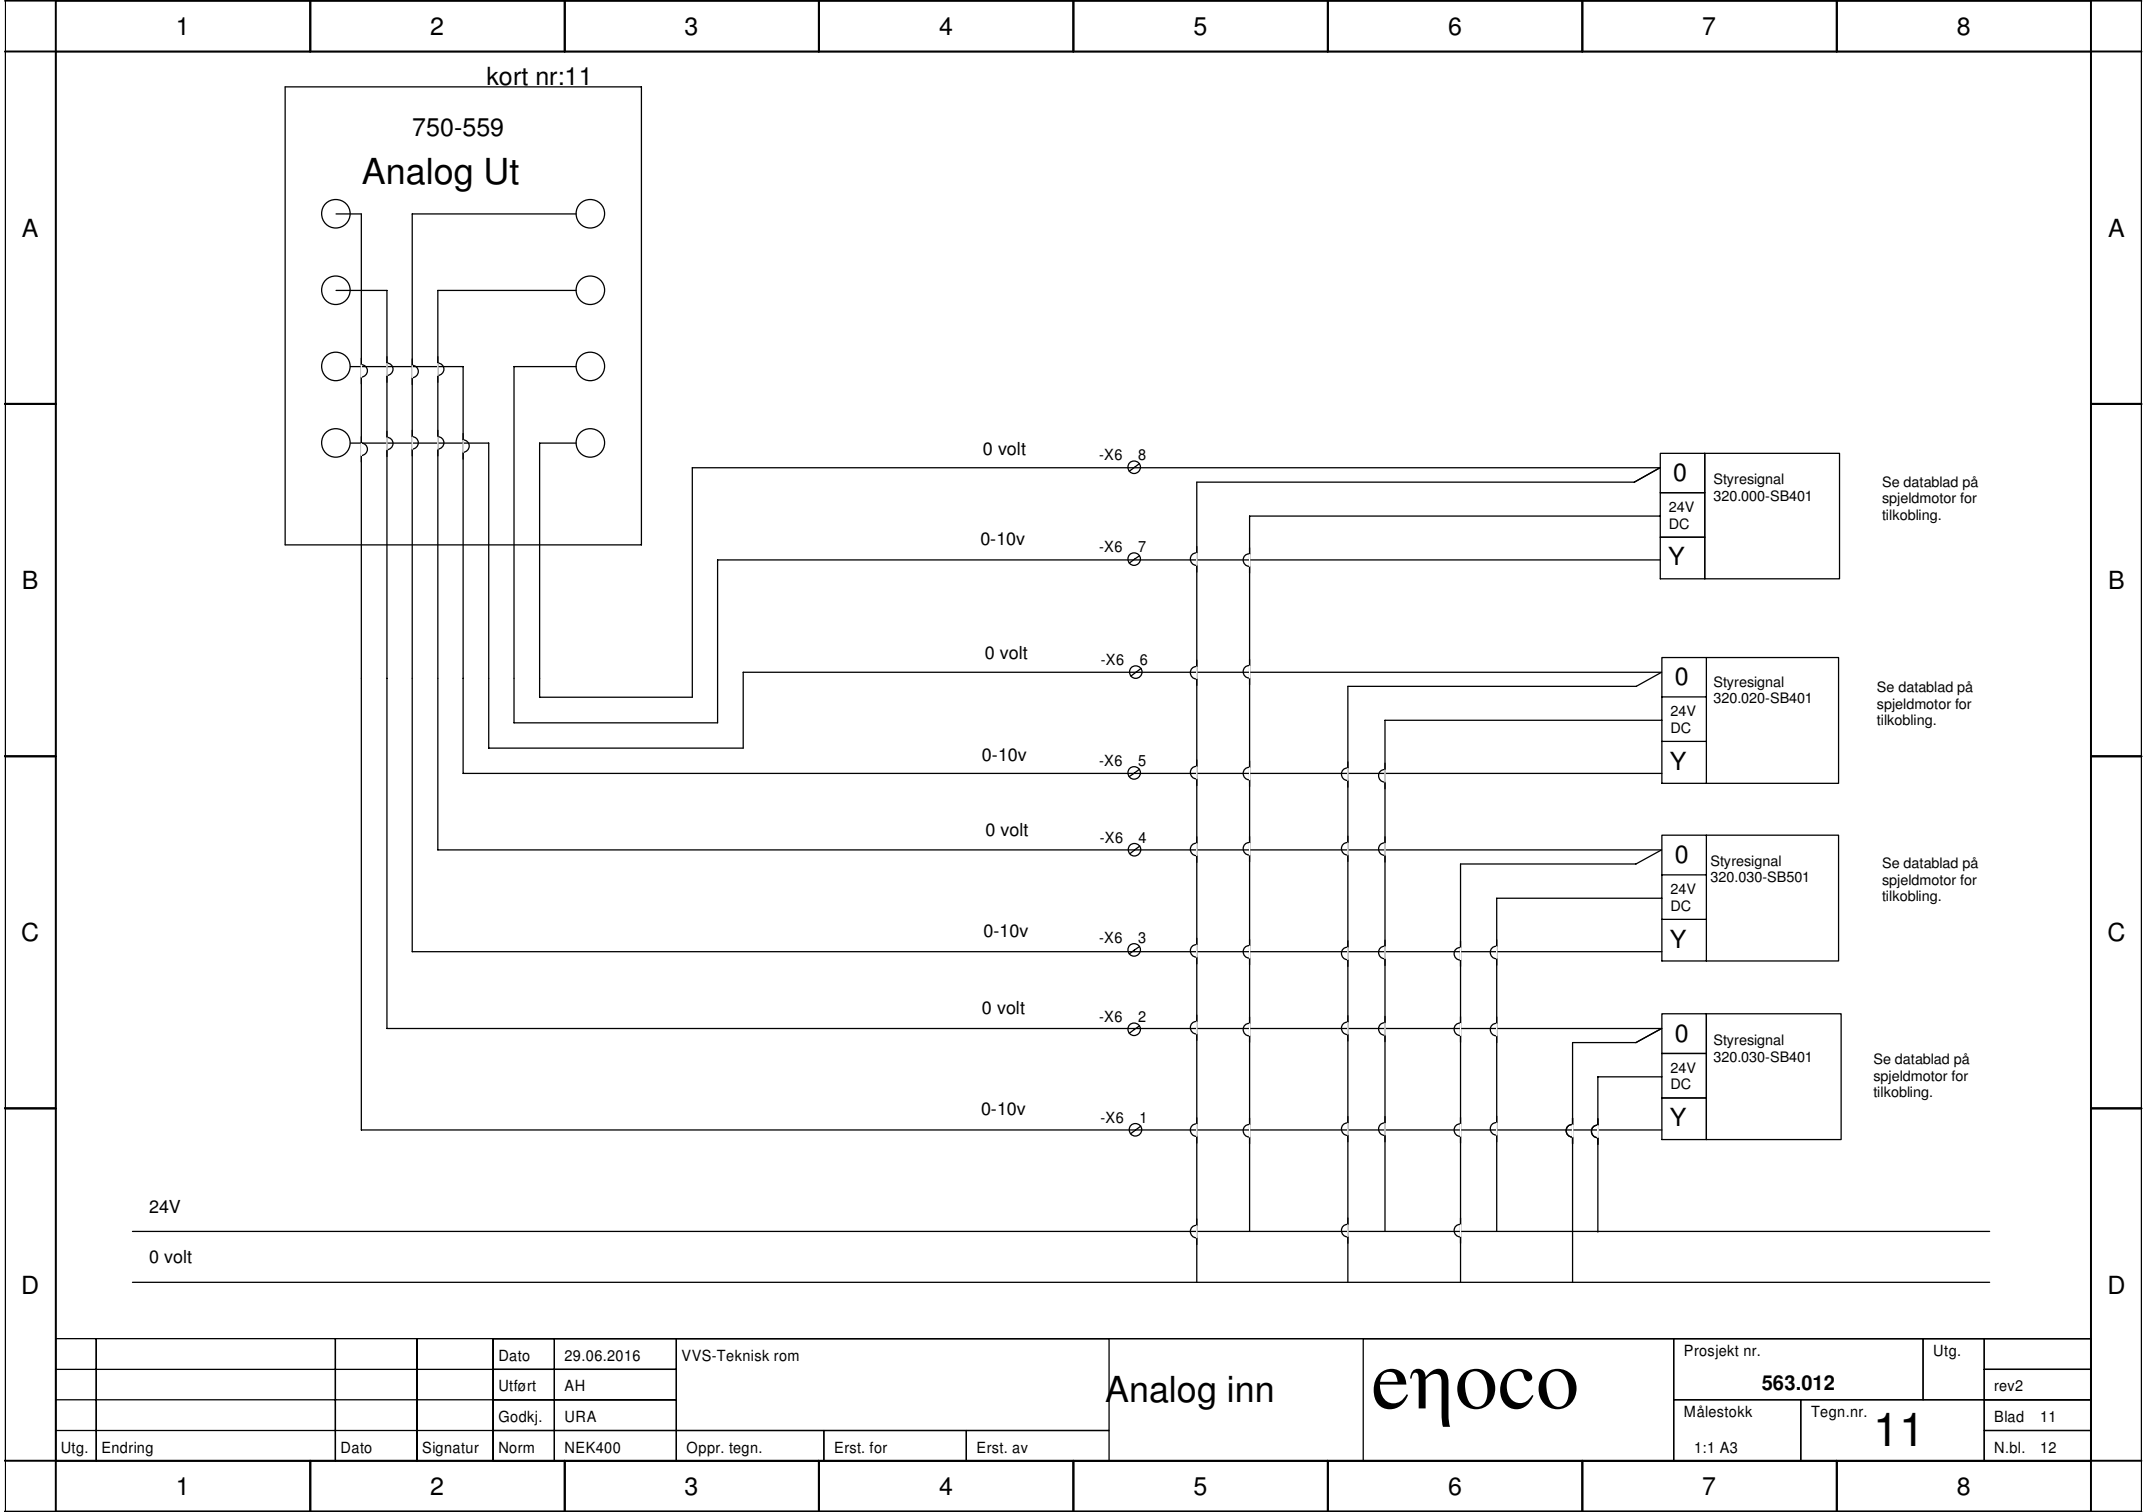 1 2 3 4 5 6 7 8
kort nr:11
750-559
Analog Ut
A A
0 volt
-X6 8
0
24V
DC
Y
Styresignal
320.000-SB401
Se datablad på
spjeldmotor for
tilkobling.
0-10v
-X6 7
B B
0 volt
-X6 6
0
24V
DC
Y
Styresignal
320.020-SB401
Se datablad på
spjeldmotor for
tilkobling.
0-10v
-X6 5
0 volt
-X6 4
0
24V
DC
Y
Styresignal
320.030-SB501
Se datablad på
spjeldmotor for
tilkobling.
C C
0-10v
-X6 3
0 volt
-X6 2
0
24V
DC
Y
Styresignal
320.030-SB401
Se datablad på
spjeldmotor for
tilkobling.
0-10v
-X6 1
24V
0 volt
D D
Utg. Endring Dato Signatur
Dato 29.06.2016
Utført AH
Godkj. URA
Norm NEK400
VVS-Teknisk rom
Oppr. tegn. Erst. for Erst. av
Analog inn
eηoco
Prosjekt nr.
563.012
Utg.
rev2
Målestokk
1:1 A3
Tegn.nr. 11
Blad 11
N.bl. 12
1 2 3 4 5 6 7 8